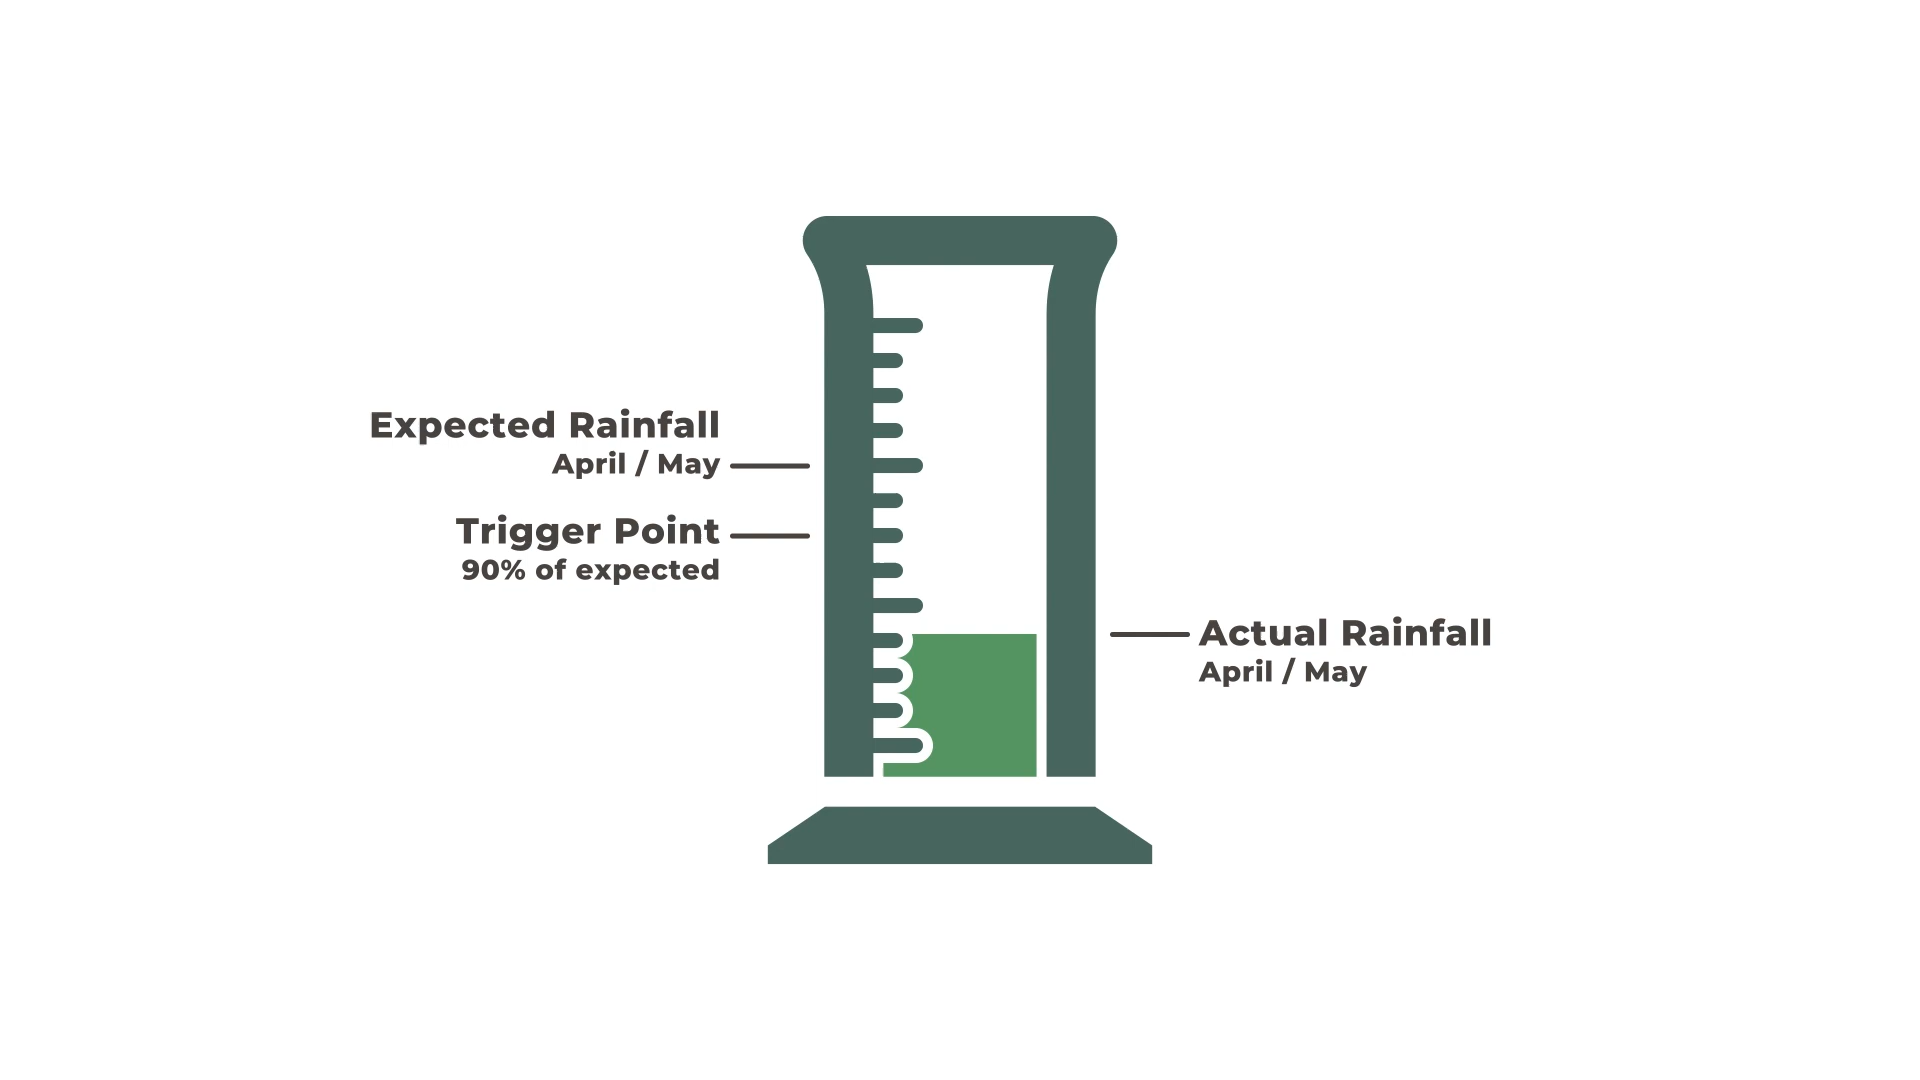 Expected Rainfall
April / May
Trigger Point
90% of expected
Actual Rainfall
April / May